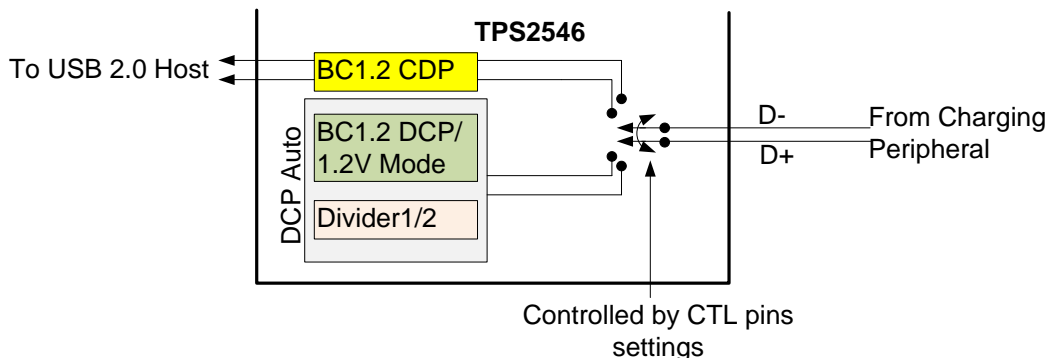 TPS2546
To USB 2.0 Host
BC1.2 CDP
DCP Auto
BC1.2 DCP/
1.2V Mode
Divider1/2
D-
D+
From Charging
Peripheral
Controlled by CTL pins
settings